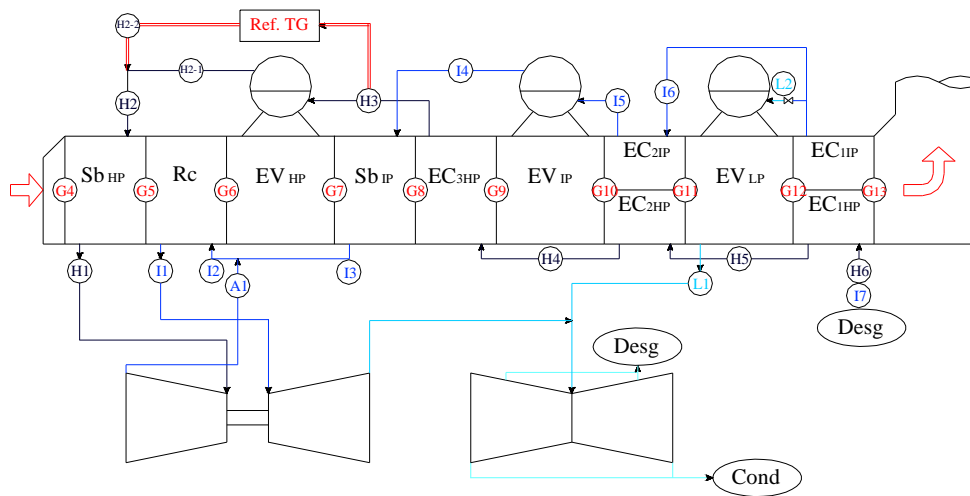 H2-2
Ref. TG
H2-1
I4
I6
L2
H2
H3
I5
Sb HP
Rc
EV HP
Sb IP
EC3HP
EV IP
EC2IP
EV LP
EC1IP
G4
G5
G6
G7
G8
G9
G10
G11
G12
G13
EC2HP
EC1HP
H1
I1
I2
A1
I3
H4
H5
L1
H6
I7
Desg
Desg
Cond